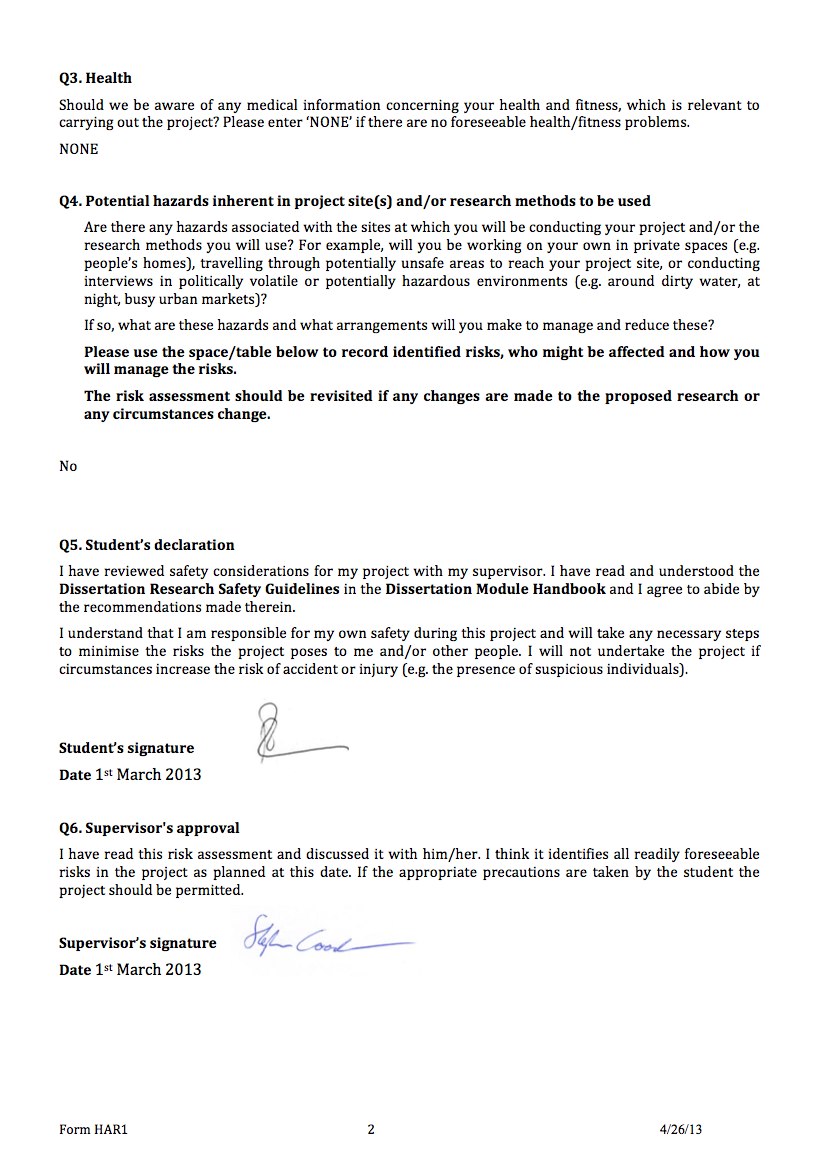 Q3. Health
Should we be aware of any medical information concerning your health and fitness, which is relevant to
carrying out the project? Please enter ‘NONE’ if there are no foreseeable health/fitness problems.
NONE
Q4. Potential hazards inherent in project site(s) and/or research methods to be used
Are there any hazards associated with the sites at which you will be conducting your project and/or the
research methods you will use? For example, will you be working on your own in private spaces (e.g.
people’s homes), travelling through potentially unsafe areas to reach your project site, or conducting
interviews in politically volatile or potentially hazardous environments (e.g. around dirty water, at
night, busy urban markets)?
If so, what are these hazards and what arrangements will you make to manage and reduce these?
Please use the space/table below to record identified risks, who might be affected and how you
will manage the risks.
The risk assessment should be revisited if any changes are made to the proposed research or
any circumstances change.
No
Q5. Student’s declaration
I have reviewed safety considerations for my project with my supervisor. I have read and understood the
Dissertation Research Safety Guidelines in the Dissertation Module Handbook and I agree to abide by
the recommendations made therein.
I understand that I am responsible for my own safety during this project and will take any necessary steps
to minimise the risks the project poses to me and/or other people. I will not undertake the project if
circumstances increase the risk of accident or injury (e.g. the presence of suspicious individuals).
Student’s signature
Date 1st March 2013
Q6. Supervisor's approval
I have read this risk assessment and discussed it with him/her. I think it identifies all readily foreseeable
risks in the project as planned at this date. If the appropriate precautions are taken by the student the
project should be permitted.
Supervisor’s signature
Date 1st March 2013
Form HAR1 2 4/26/13